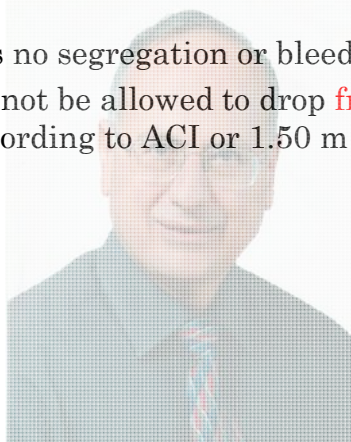 s no segregation or bleed
not be allowed to drop fr
ording to ACI or 1.50 m